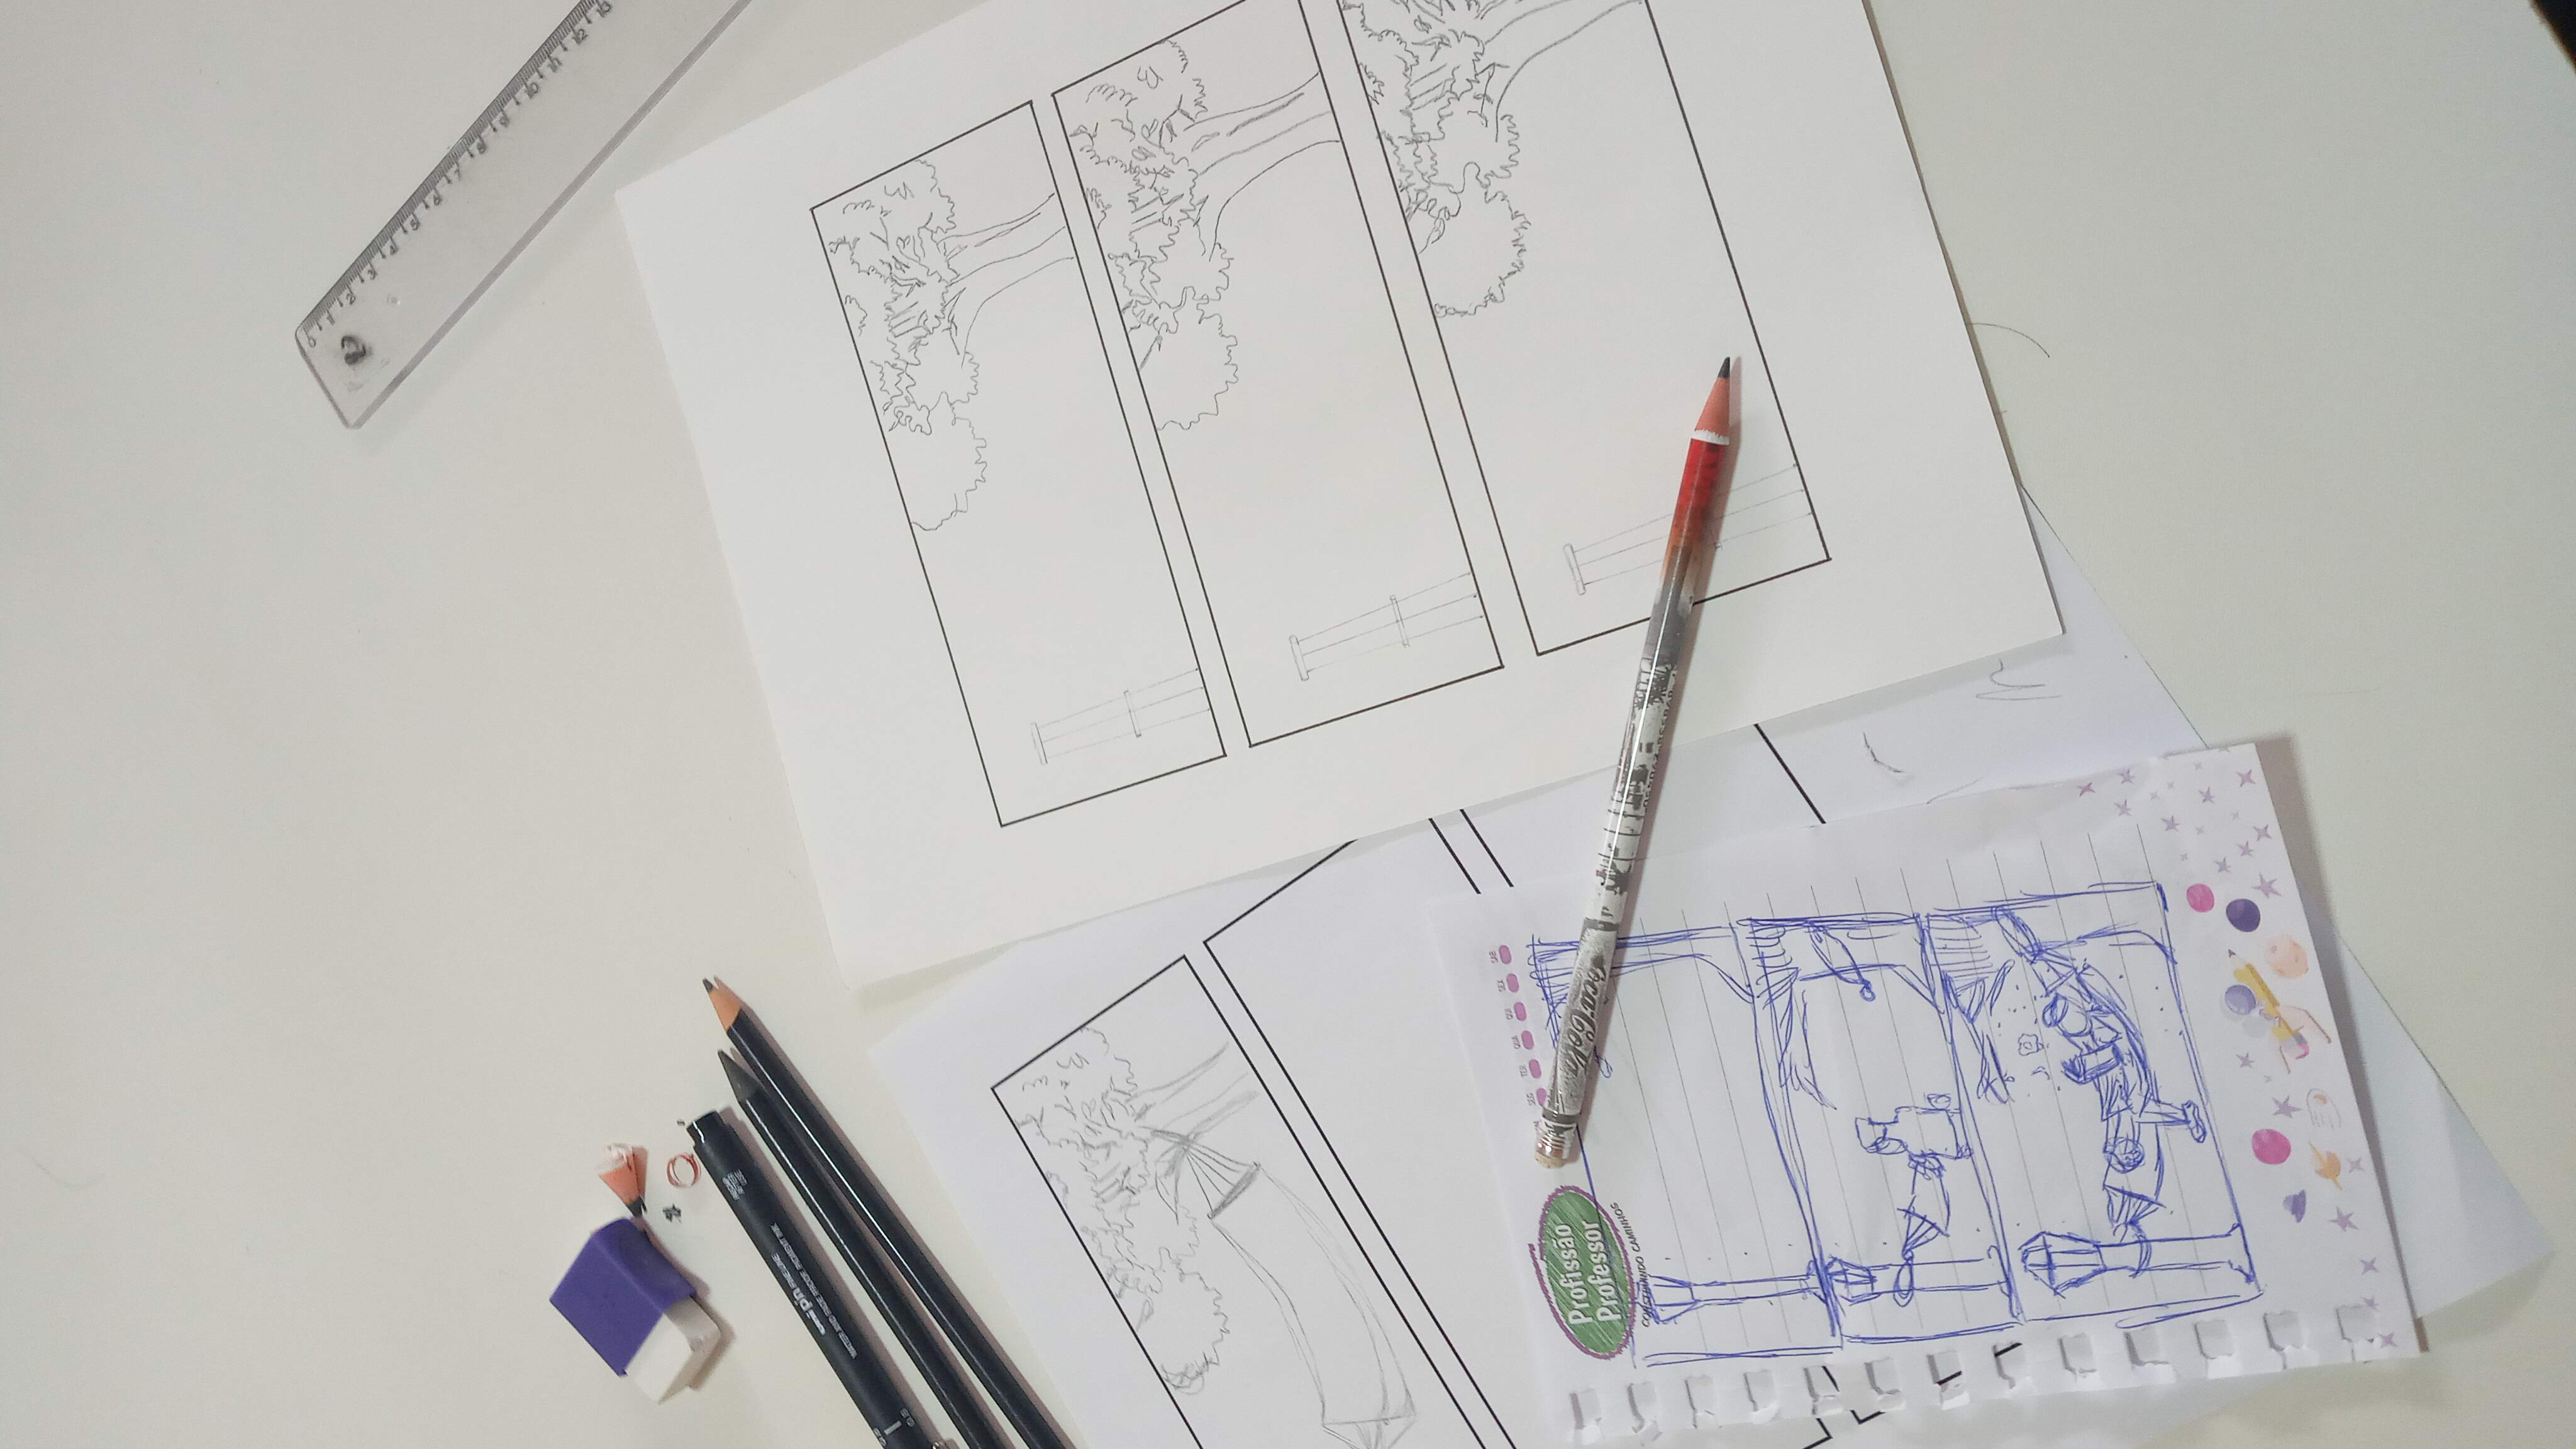 0 1 2 3 4 5 6 7 8 9 10 11 12 13
uni pin FINE LINE
WATER AND FADE PROOF PIGMENT INK
SEG TER QUA QUI SEX SAB
Profissão
Professor
CONSTRUINDO CAMINHOS
Coca-Cola